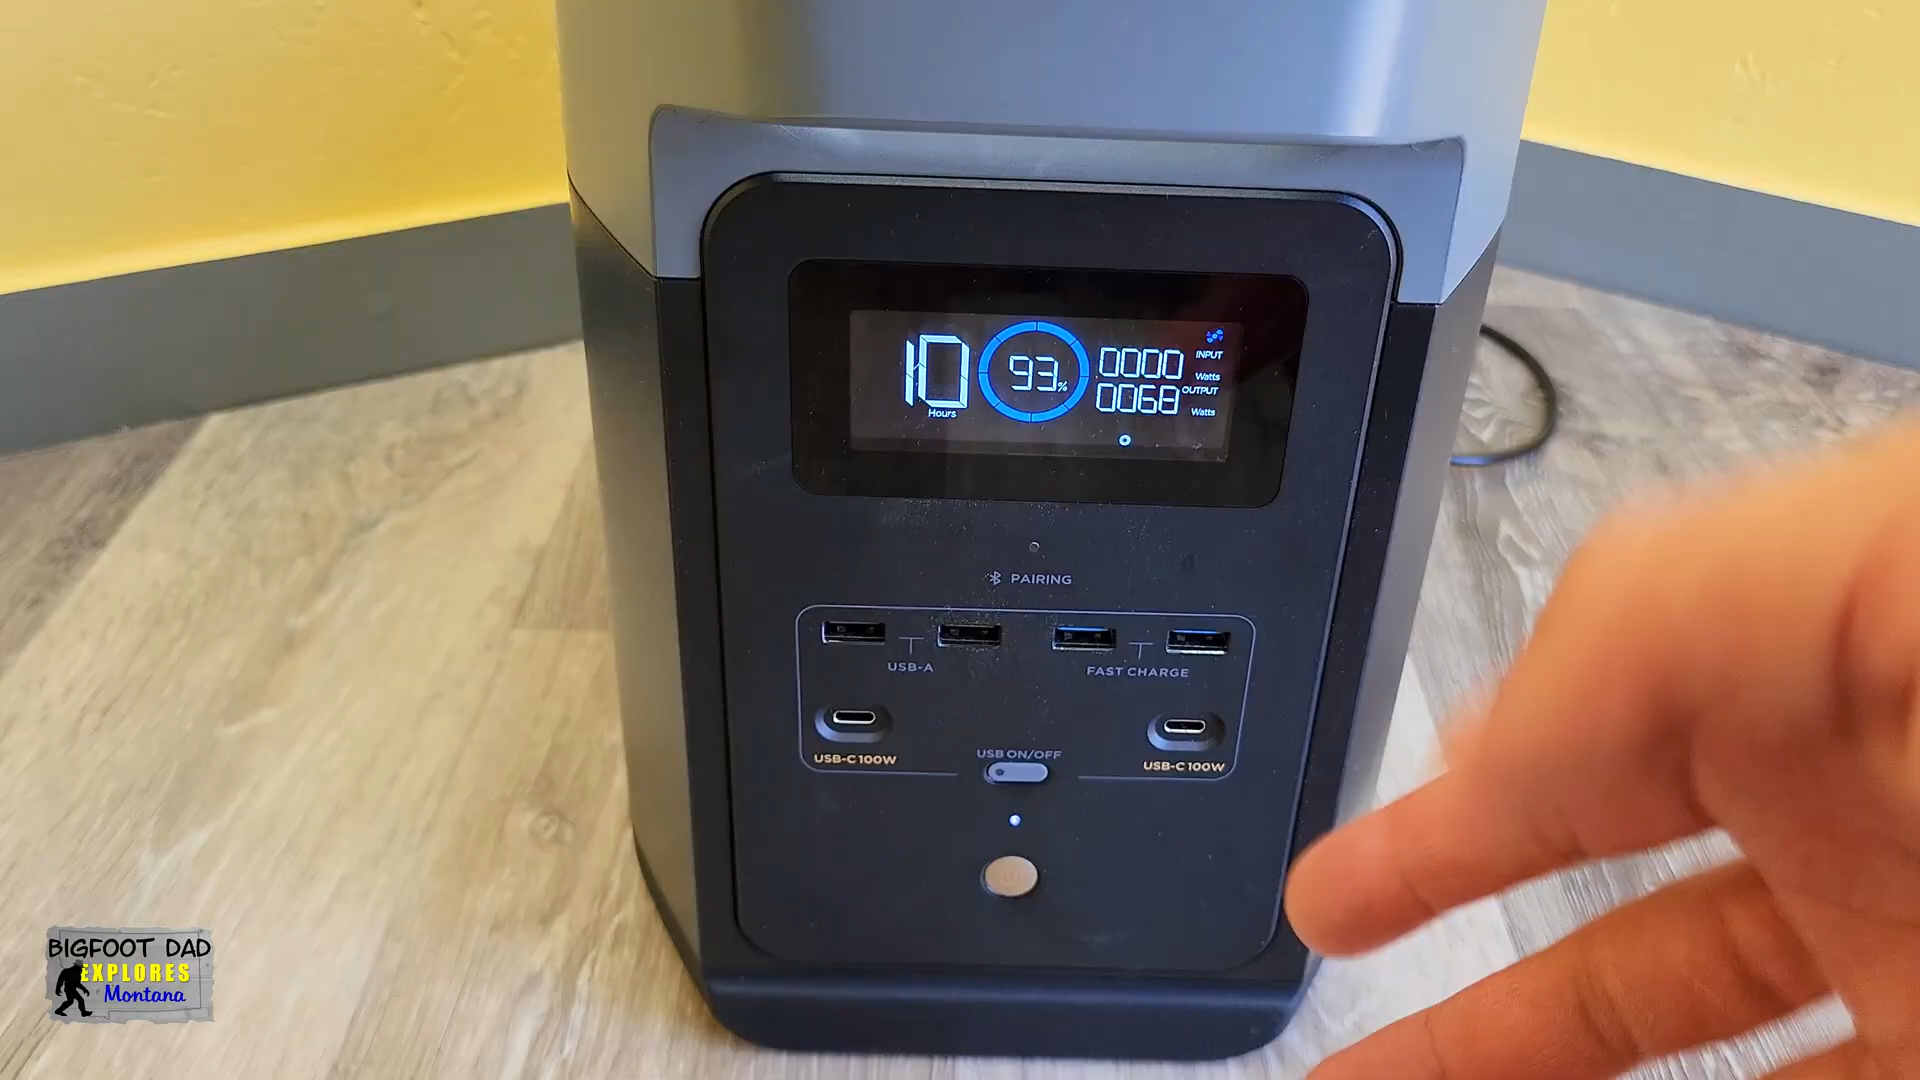 10
Hours
93%
0000 INPUT
Watts
0068 OUTPUT
Watts
PAIRING
USB-A
FAST CHARGE
USB-C 100W
USB ON/OFF
USB-C 100W
BIGFOOT DAD
EXPLORES
Montana